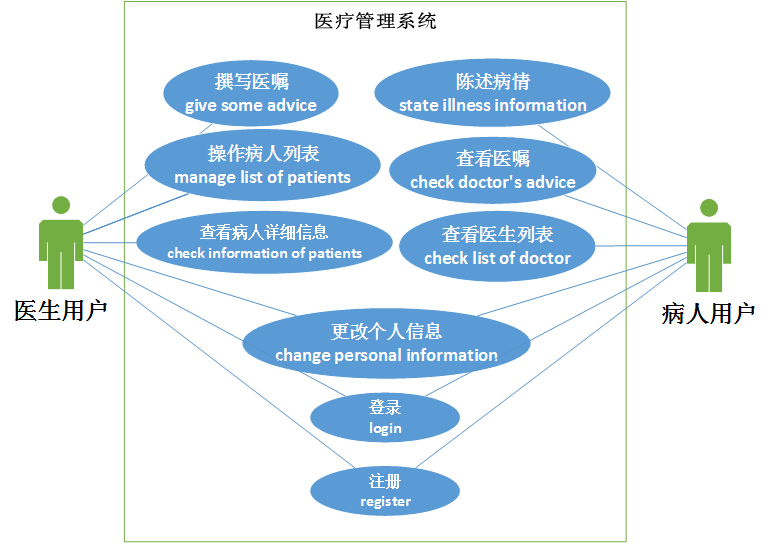 医疗管理系统
撰写医嘱
give some advice
陈述病情
state illness information
操作病人列表
manage list of patients
查看医嘱
check doctor's advice
查看病人详细信息
check information of patients
查看医生列表
check list of doctor
医生用户
病人用户
更改个人信息
change personal information
登录
login
注册
register